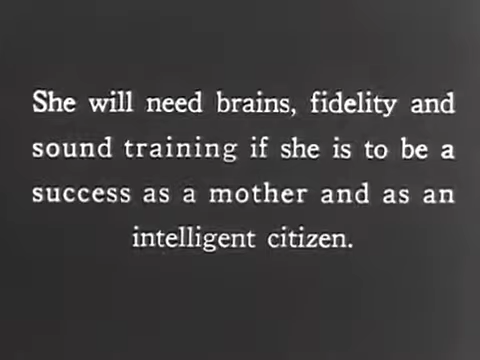 She will need brains, fidelity and
sound training if she is to be a
success as a mother and as an
intelligent citizen.